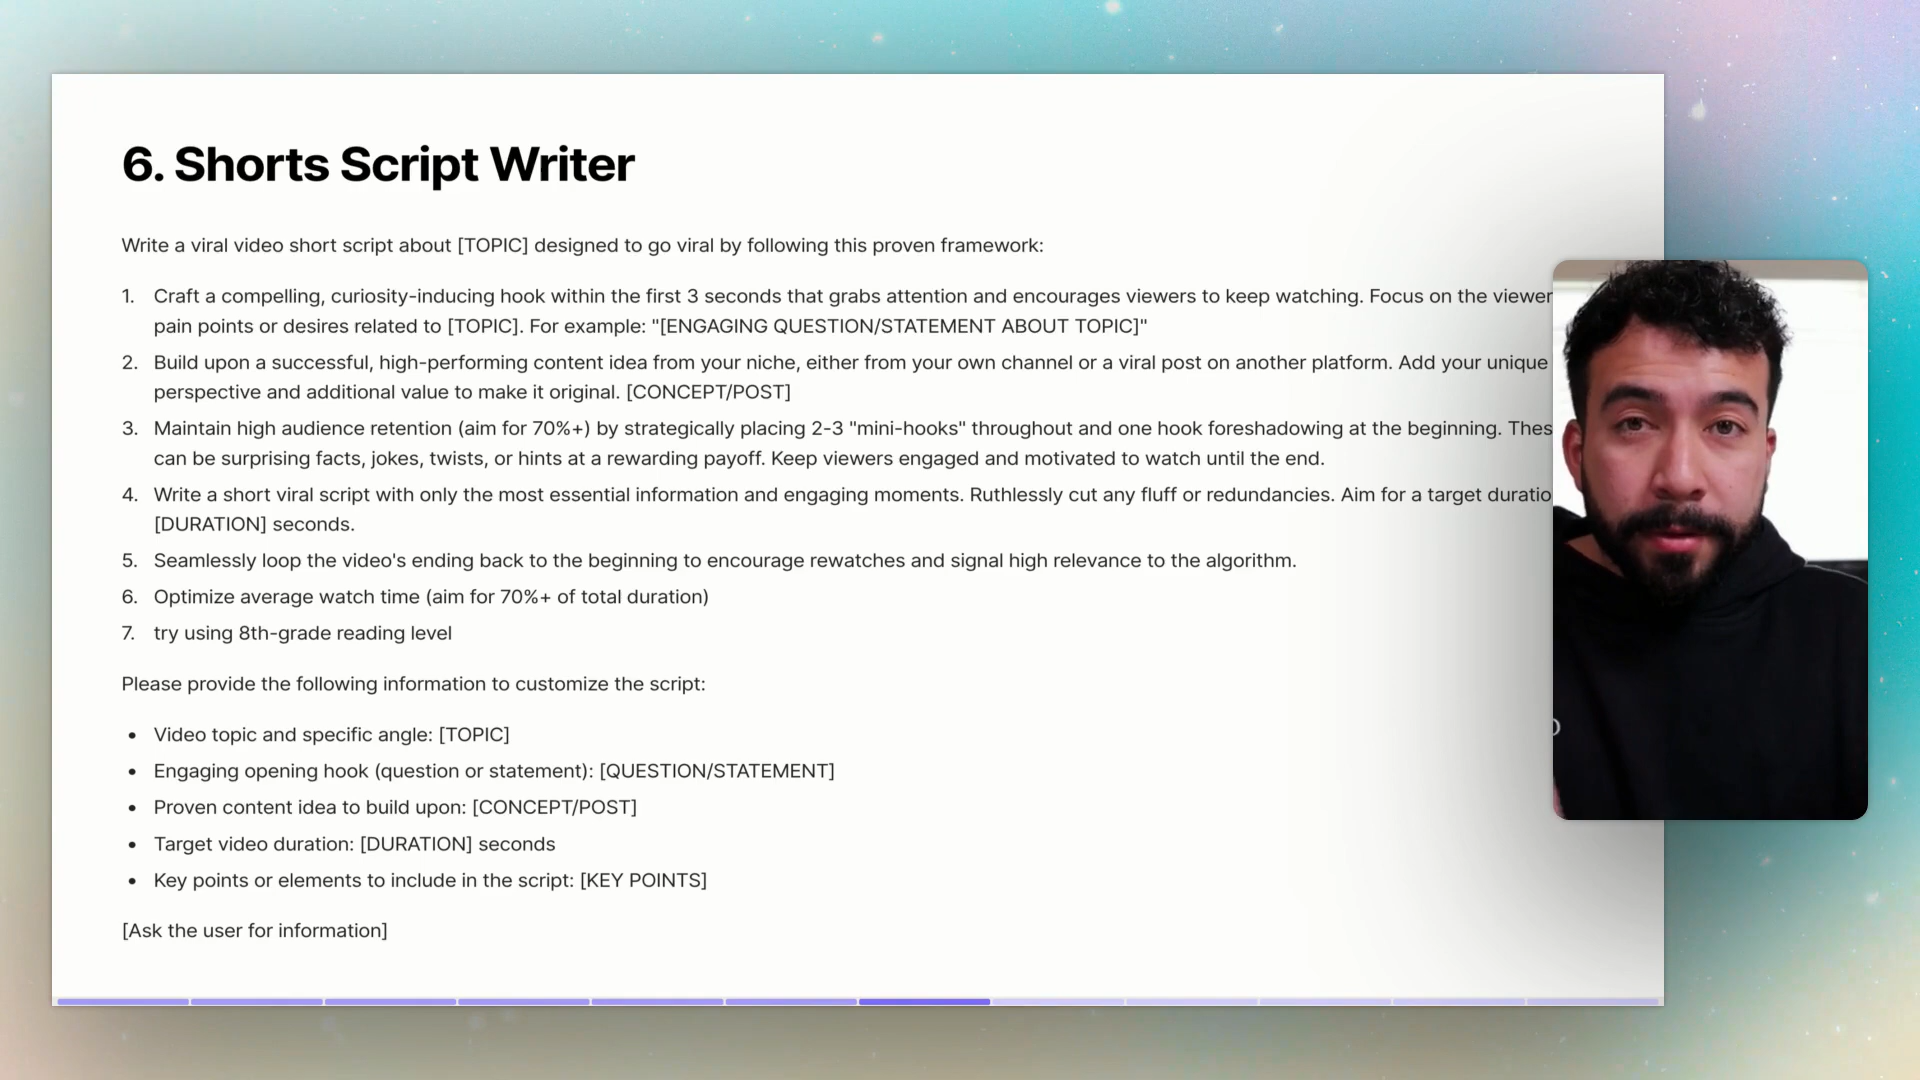 6. Shorts Script Writer
Write a viral video short script about [TOPIC] designed to go viral by following this proven framework:
1. Craft a compelling, curiosity-inducing hook within the first 3 seconds that grabs attention and encourages viewers to keep watching. Focus on the viewer
pain points or desires related to [TOPIC]. For example: "[ENGAGING QUESTION/STATEMENT ABOUT TOPIC]"
2. Build upon a successful, high-performing content idea from your niche, either from your own channel or a viral post on another platform. Add your unique
perspective and additional value to make it original. [CONCEPT/POST]
3. Maintain high audience retention (aim for 70%+) by strategically placing 2-3 "mini-hooks" throughout and one hook foreshadowing at the beginning. Thes
can be surprising facts, jokes, twists, or hints at a rewarding payoff. Keep viewers engaged and motivated to watch until the end.
4. Write a short viral script with only the most essential information and engaging moments. Ruthlessly cut any fluff or redundancies. Aim for a target duratio
[DURATION] seconds.
5. Seamlessly loop the video's ending back to the beginning to encourage rewatches and signal high relevance to the algorithm.
6. Optimize average watch time (aim for 70%+ of total duration)
7. try using 8th-grade reading level
Please provide the following information to customize the script:
• Video topic and specific angle: [TOPIC]
• Engaging opening hook (question or statement): [QUESTION/STATEMENT]
• Proven content idea to build upon: [CONCEPT/POST]
• Target video duration: [DURATION] seconds
• Key points or elements to include in the script: [KEY POINTS]
[Ask the user for information]